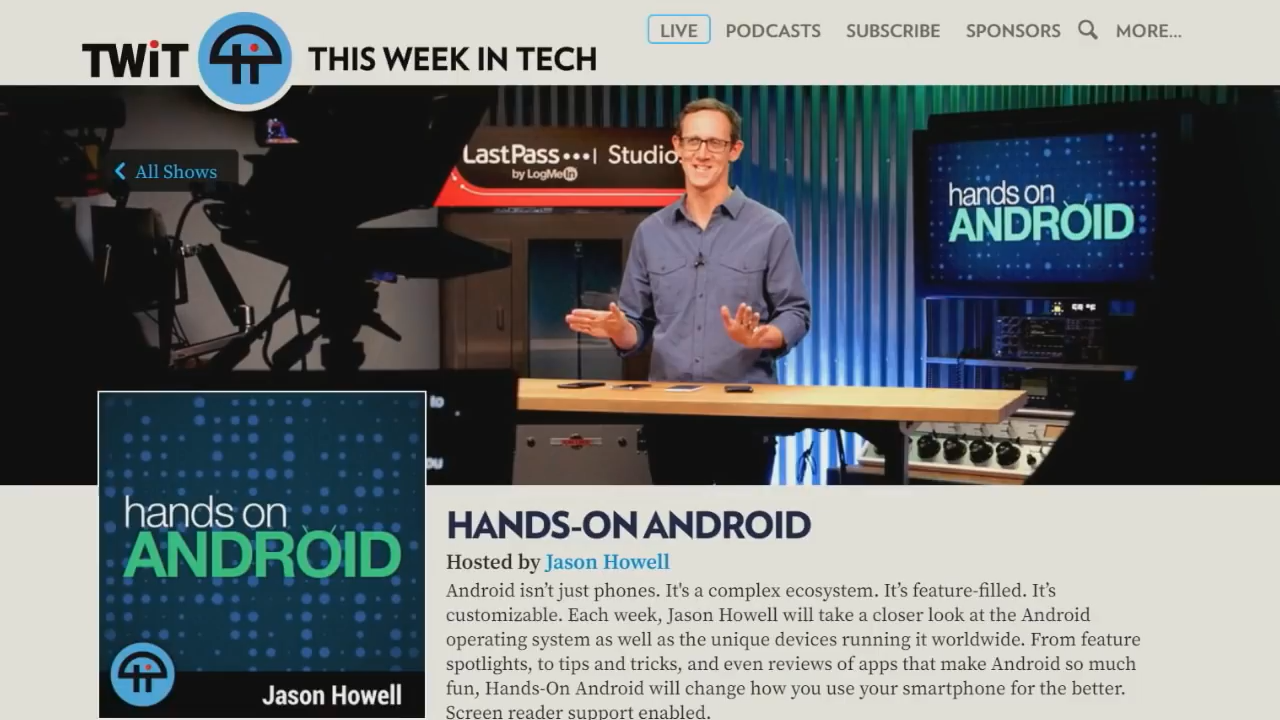 TWiT
THIS WEEK IN TECH
LIVE
PODCASTS
SUBSCRIBE
SPONSORS
MORE...
All Shows
LastPass •••| Studio
by LogMeIn
hands on
ANDROID
to
hands on
ANDROID
Jason Howell
HANDS-ON ANDROID
Hosted by Jason Howell
Android isn’t just phones. It's a complex ecosystem. It’s feature-filled. It’s
customizable. Each week, Jason Howell will take a closer look at the Android
operating system as well as the unique devices running it worldwide. From feature
spotlights, to tips and tricks, and even reviews of apps that make Android so much
fun, Hands-On Android will change how you use your smartphone for the better.
Screen reader support enabled.